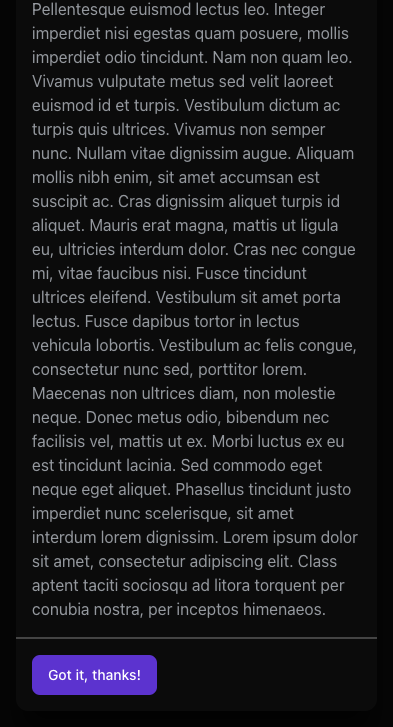 Pellentesque euismod lectus leo. Integer
imperdiet nisi egestas quam posuere, mollis
imperdiet odio tincidunt. Nam non quam leo.
Vivamus vulputate metus sed velit laoreet
euismod id et turpis. Vestibulum dictum ac
turpis quis ultrices. Vivamus non semper
nunc. Nullam vitae dignissim augue. Aliquam
mollis nibh enim, sit amet accumsan est
suscipit ac. Cras dignissim aliquet turpis id
aliquet. Mauris erat magna, mattis ut ligula
eu, ultricies interdum dolor. Cras nec congue
mi, vitae faucibus nisi. Fusce tincidunt
ultrices eleifend. Vestibulum sit amet porta
lectus. Fusce dapibus tortor in lectus
vehicula lobortis. Vestibulum ac felis congue,
consectetur nunc sed, porttitor lorem.
Maecenas non ultrices diam, non molestie
neque. Donec metus odio, bibendum nec
facilisis vel, mattis ut ex. Morbi luctus ex eu
est tincidunt lacinia. Sed commodo eget
neque eget aliquet. Phasellus tincidunt justo
imperdiet nunc scelerisque, sit amet
interdum lorem dignissim. Lorem ipsum dolor
sit amet, consectetur adipiscing elit. Class
aptent taciti sociosqu ad litora torquent per
conubia nostra, per inceptos himenaeos.
Got it, thanks!